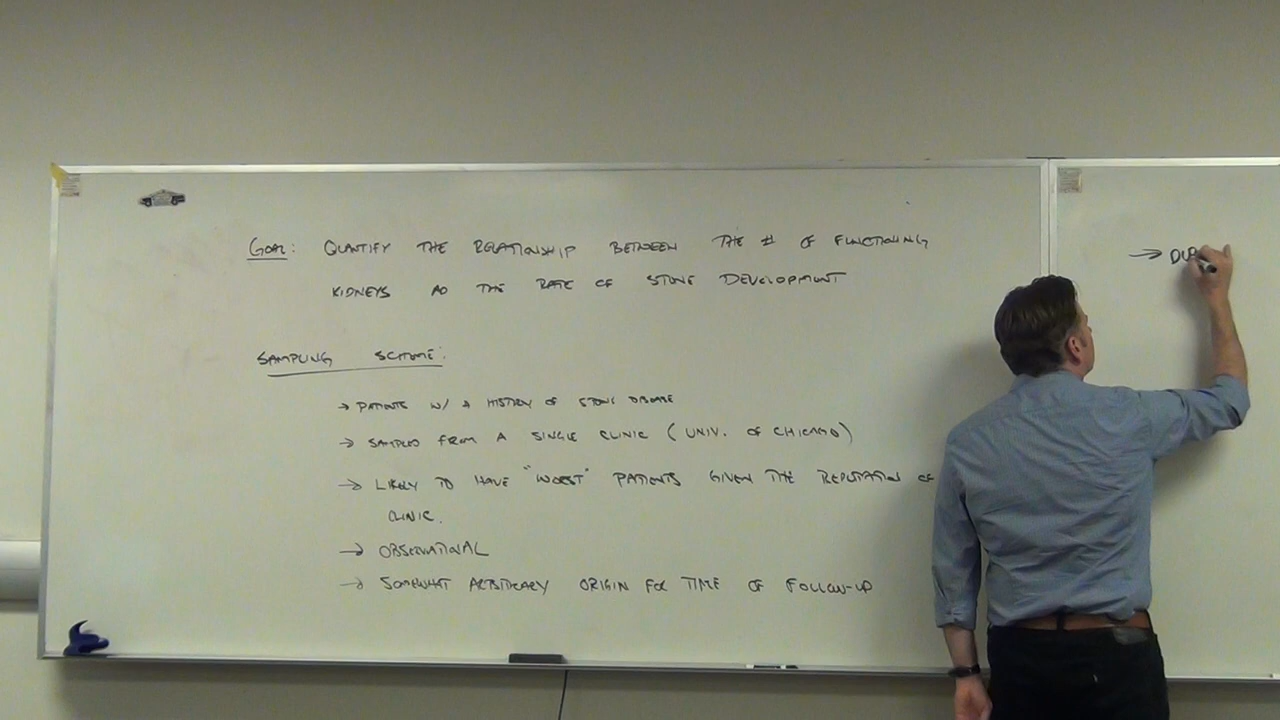 GOAL: QUANTIFY THE RELATIONSHIP BETWEEN THE # OF FUNCTIONING
KIDNEYS AD THE RATE OF STONE DEVELOPMENT
SAMPLING SCHEME:
→ PATIENTS W/ A HISTORY OF STONE DISEASE
→ SAMPLED FROM A SINGLE CLINIC (UNIV. OF CHICAGO)
→ LIKELY TO HAVE "WORST" PATIENTS GIVEN THE REPUTATION OF
CLINIC.
→ OBSERVATIONAL
→ SOMEWHAT ARBITRARY ORIGIN FOR TIME OF FOLLOW-UP
→